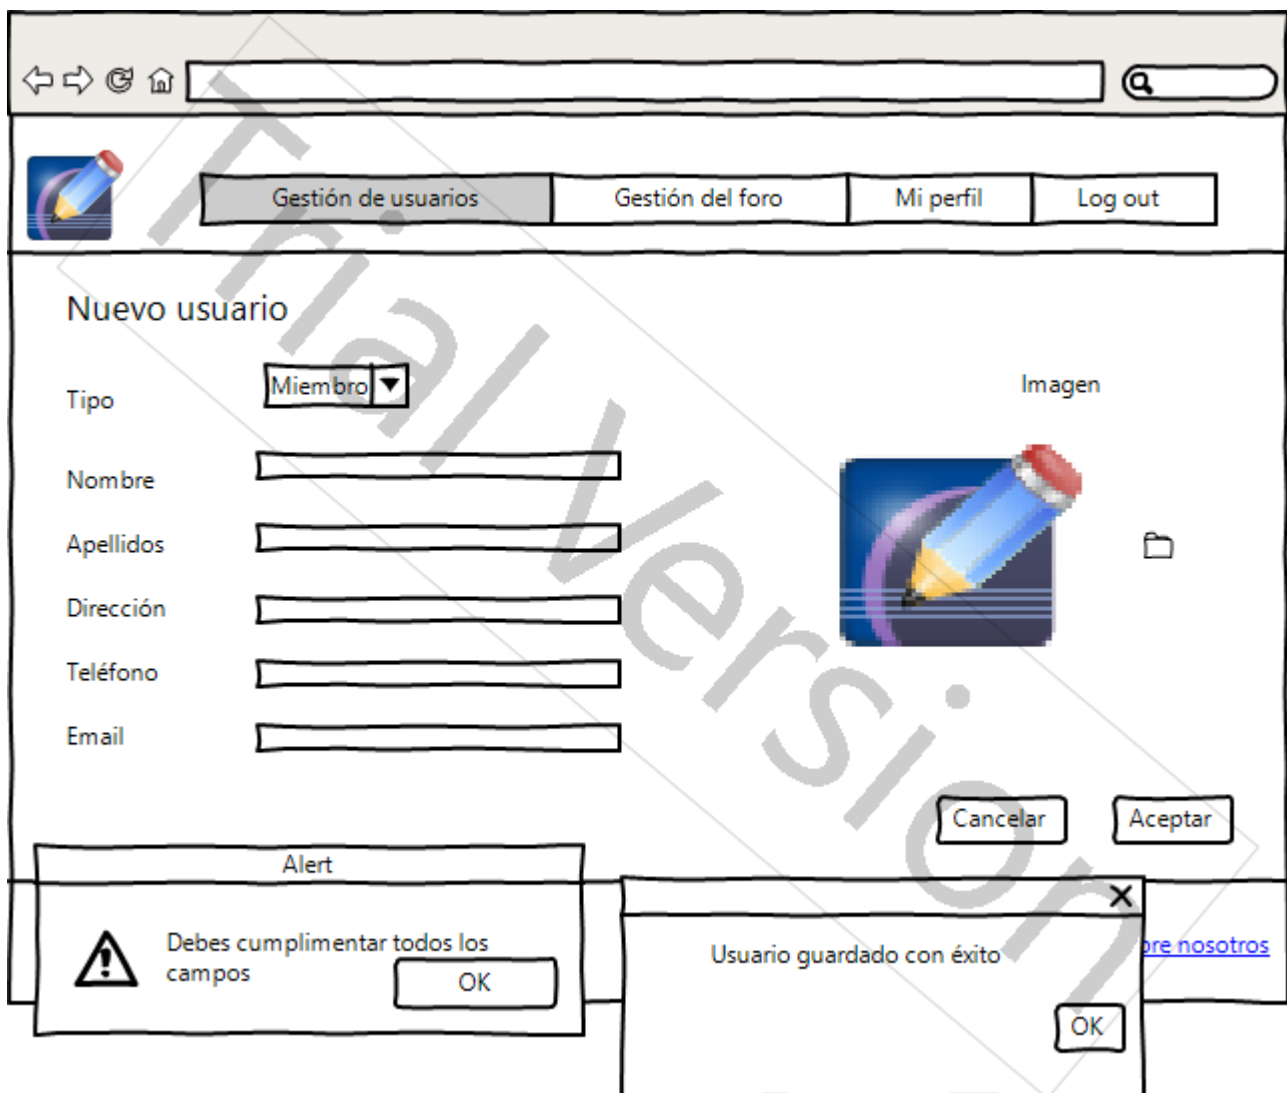 Gestión de usuarios
Gestión del foro
Mi perfil
Log out
Nuevo usuario
Tipo
Miembro
Imagen
Nombre
Apellidos
Dirección
Teléfono
Email
Cancelar
Aceptar
Alert
Debes cumplimentar todos los
campos
OK
Usuario guardado con éxito
nosotros
OK
Trial Version